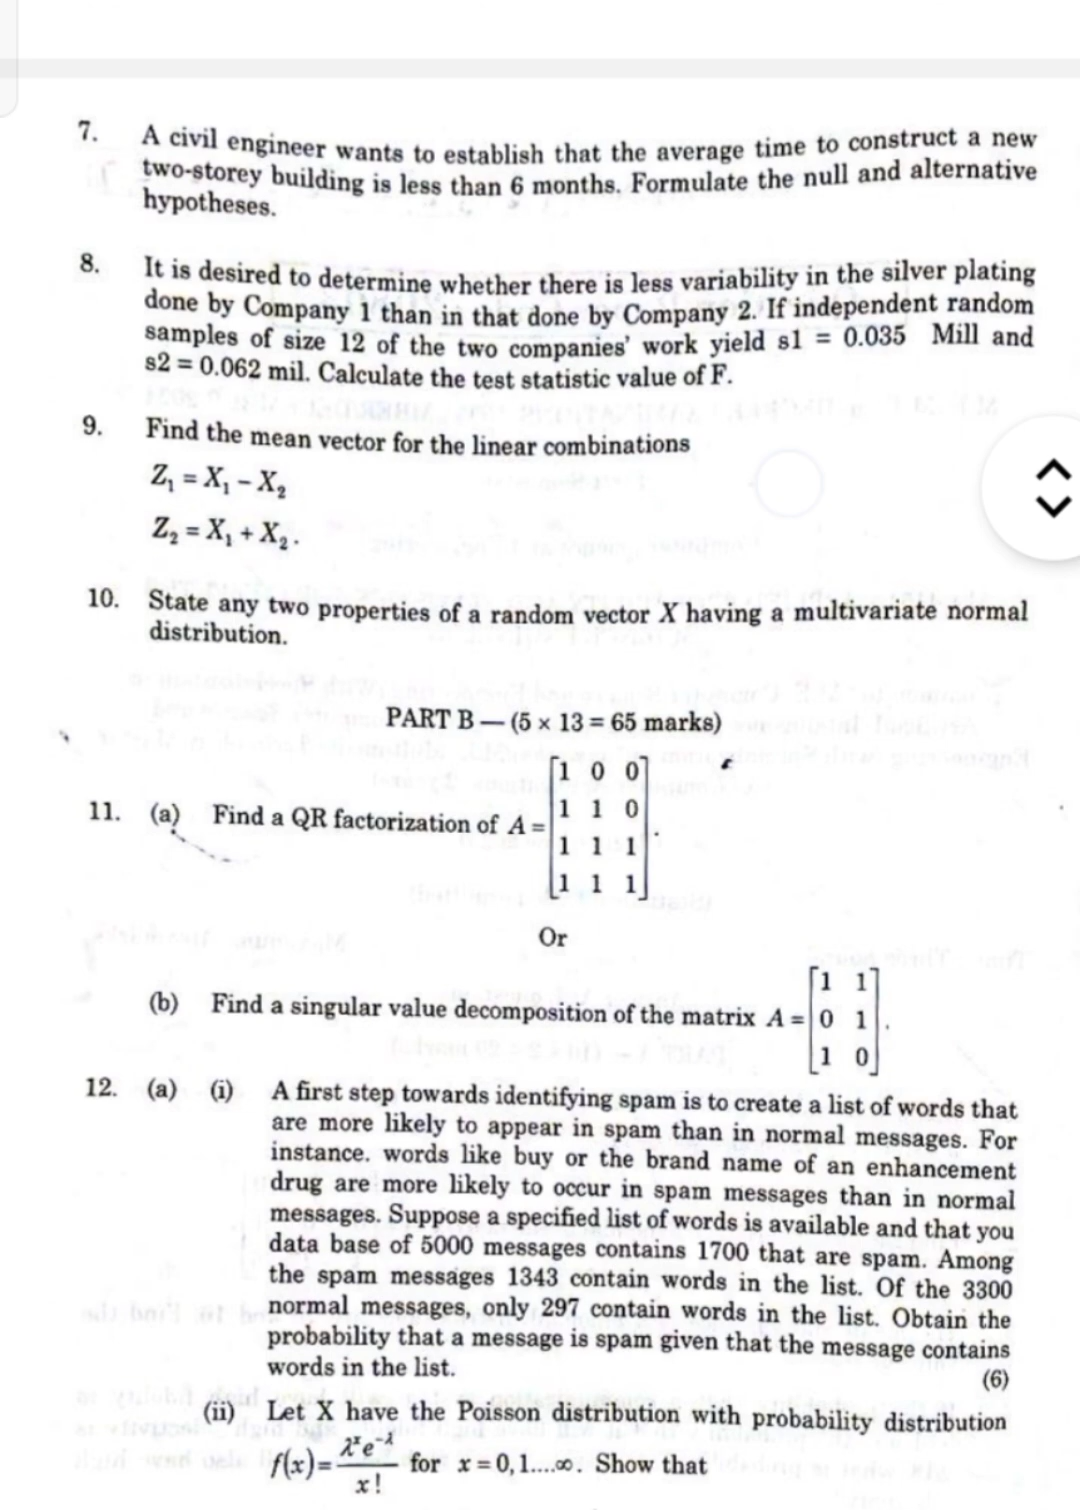 7. A civil engineer wants to establish that the average time to construct a new
two-storey building is less than 6 months. Formulate the null and alternative
hypotheses.
8. It is desired to determine whether there is less variability in the silver plating
done by Company 1 than in that done by Company 2. If independent random
samples of size 12 of the two companies' work yield s1 = 0.035 Mill and
s2 = 0.062 mil. Calculate the test statistic value of F.
9. Find the mean vector for the linear combinations
Z₁ = X₁ − X₂
Z₂ = X₁ + X₂.
10. State any two properties of a random vector X having a multivariate normal
distribution.
PART B — (5 × 13 = 65 marks)
11. (a) Find a QR factorization of A = [1 0 0
1 1 0
1 1 1
1 1 1].
Or
(b) Find a singular value decomposition of the matrix A = [1 1
0 1
1 0].
12. (a) (i) A first step towards identifying spam is to create a list of words that
are more likely to appear in spam than in normal messages. For
instance. words like buy or the brand name of an enhancement
drug are more likely to occur in spam messages than in normal
messages. Suppose a specified list of words is available and that you
data base of 5000 messages contains 1700 that are spam. Among
the spam messages 1343 contain words in the list. Of the 3300
normal messages, only 297 contain words in the list. Obtain the
probability that a message is spam given that the message contains
words in the list. (6)
(ii) Let X have the Poisson distribution with probability distribution
f(x) = λˣe⁻λ / x! for x = 0, 1....∞. Show that